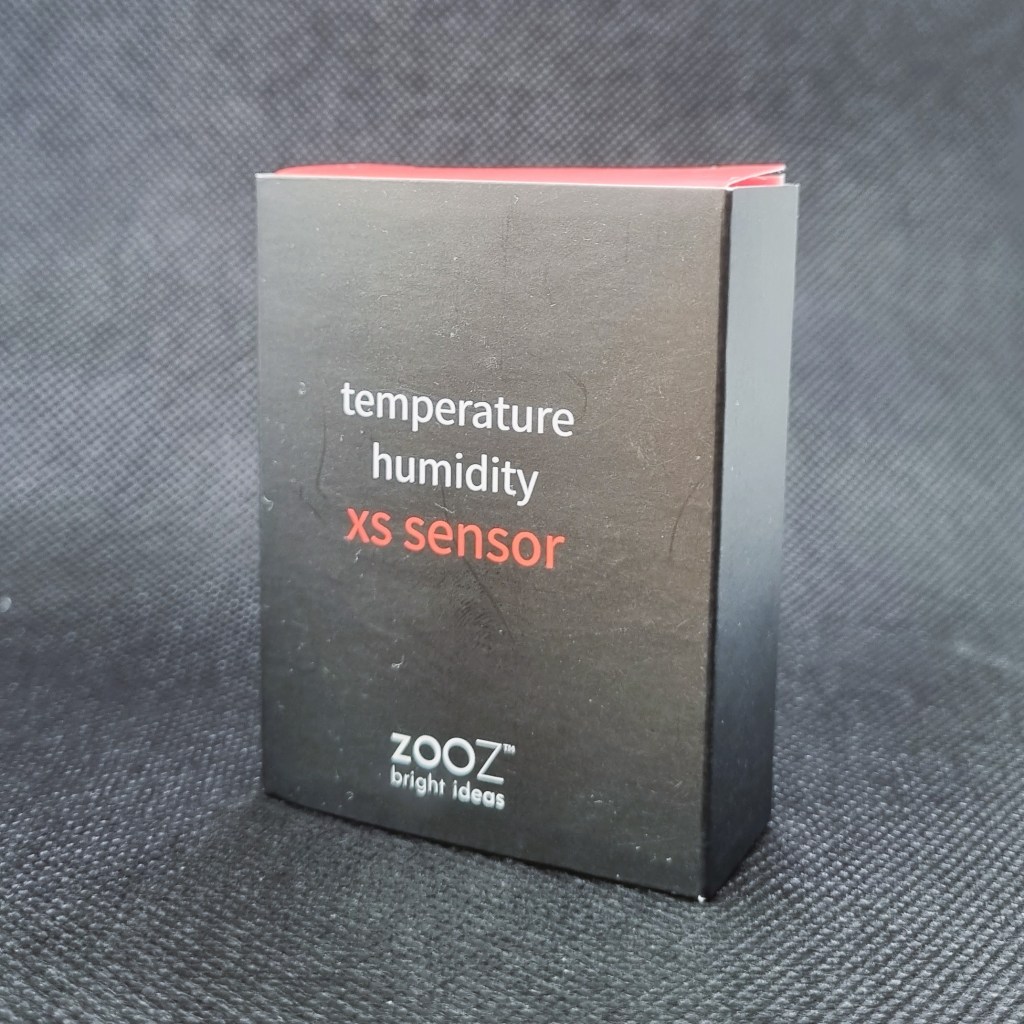 temperature
humidity
xs sensor
zooz™
bright ideas